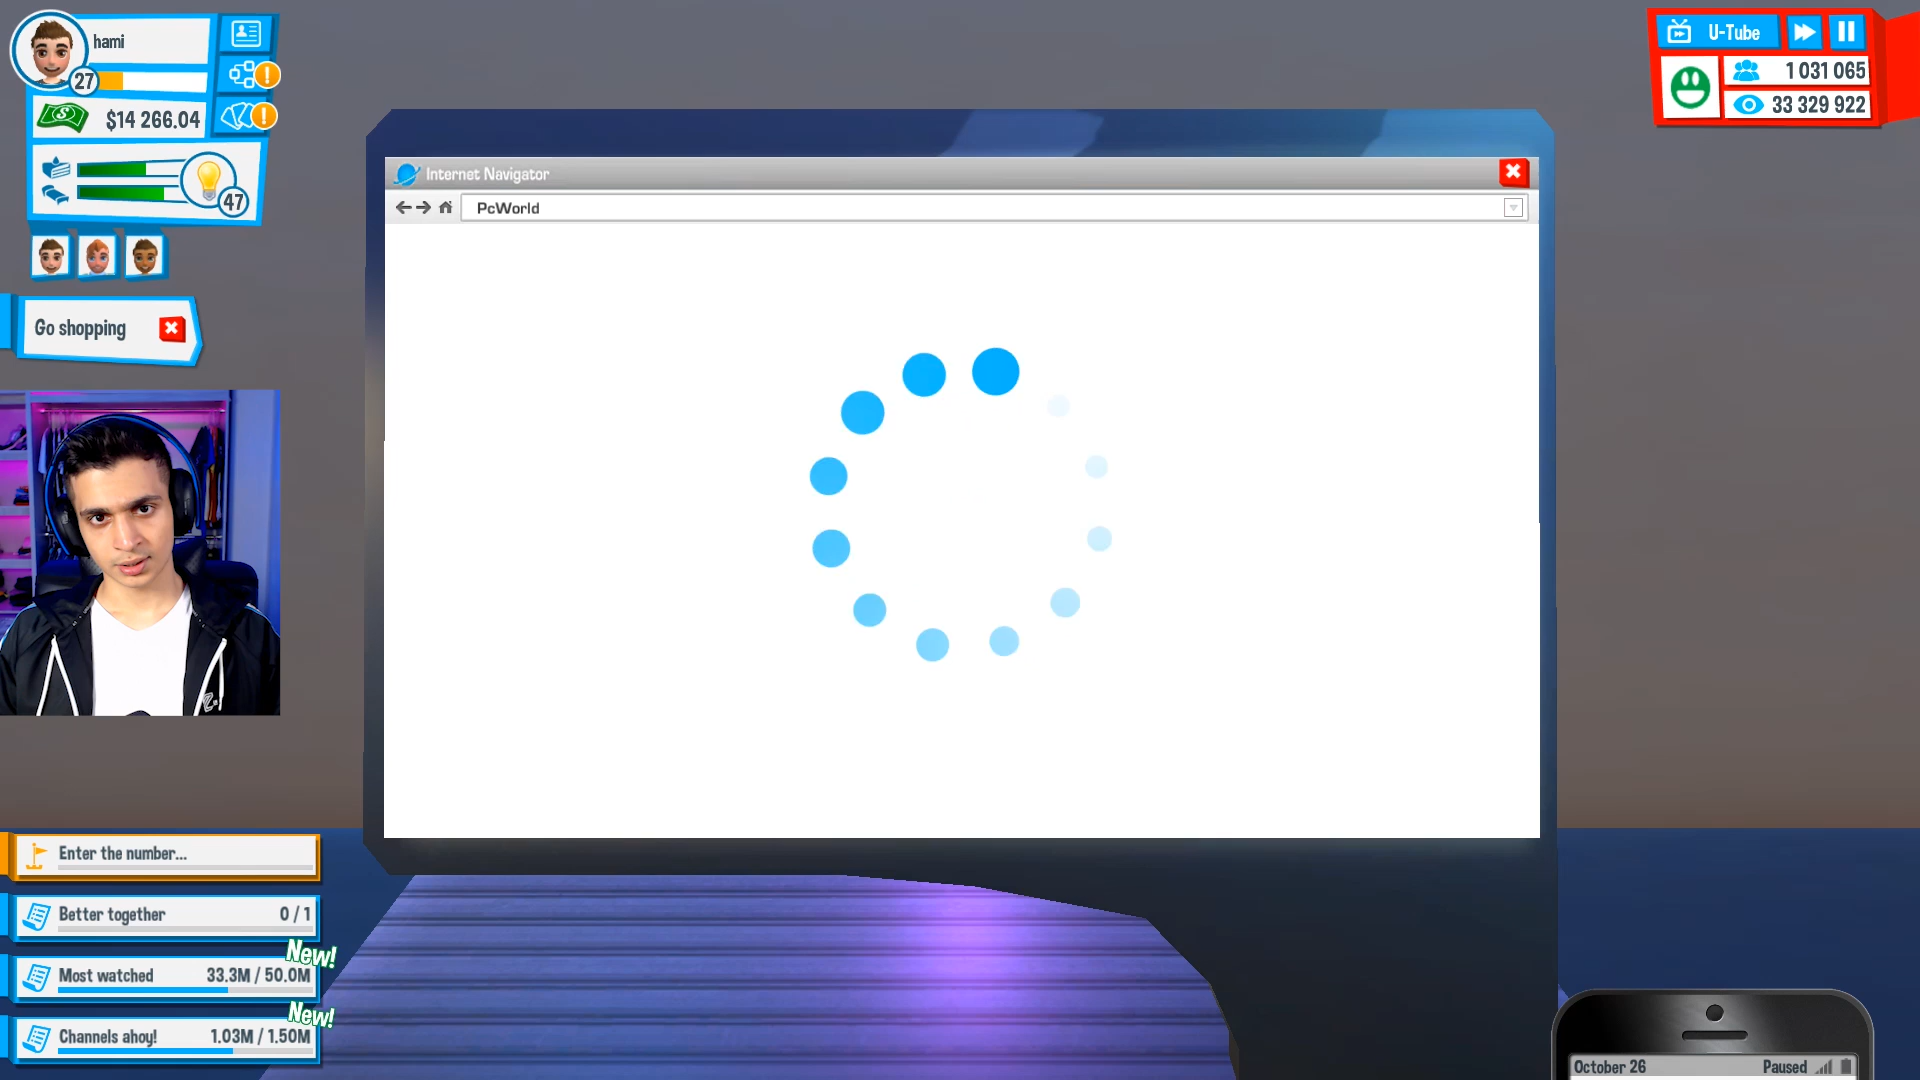 hami
27
$14 266.04
47
Go shopping
Enter the number...
Better together 0 / 1
New!
Most watched 33.3M / 50.0M
New!
Channels ahoy! 1.03M / 1.50M
Internet Navigator
PcWorld
U-Tube
1 031 065
33 329 922
October 26 Paused